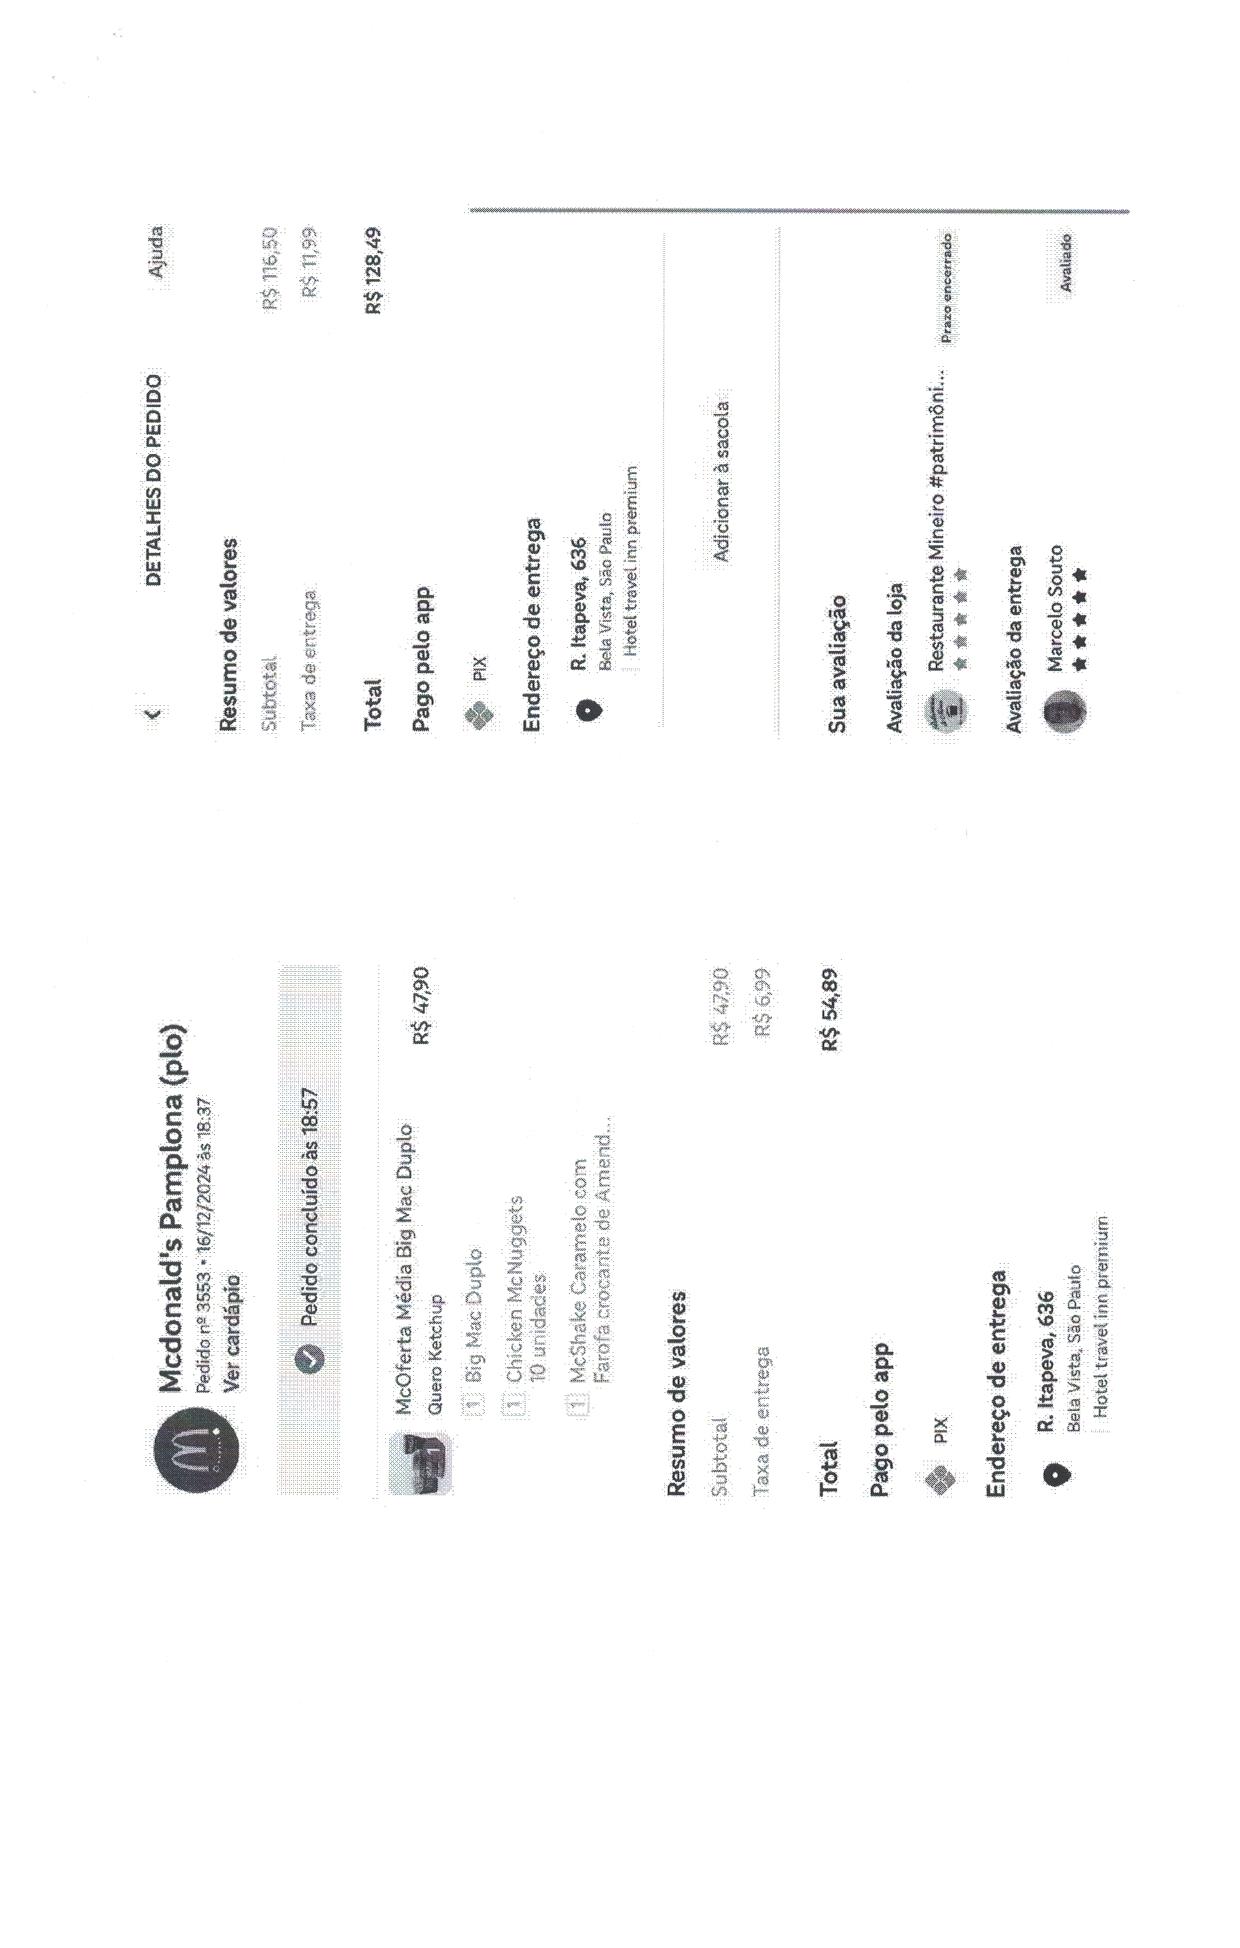 Mcdonald's Pamplona (plo)
Pedido nº 3553 • 16/12/2024 às 18:37
Ver cardápio
Pedido concluído às 18:57
McOferta Média Big Mac Duplo
R$ 47,90
Quero Ketchup
1 Big Mac Duplo
1 Chicken McNuggets
10 unidades
1 McShake Caramelo com
Farofa crocante de Amend...
Resumo de valores
Subtotal R$ 47,90
Taxa de entrega R$ 6,99
Total R$ 54,89
Pago pelo app
PIX
Endereço de entrega
R. Itapeva, 636
Bela Vista, São Paulo
Hotel travel inn premium
DETALHES DO PEDIDO Ajuda
Resumo de valores
Subtotal R$ 116,50
Taxa de entrega R$ 11,99
Total R$ 128,49
Pago pelo app
PIX
Endereço de entrega
R. Itapeva, 636
Bela Vista, São Paulo
Hotel travel inn premium
Adicionar à sacola
Sua avaliação
Avaliação da loja
Restaurante Mineiro #patrimôni... Prazo encerrado
Avaliação da entrega
Marcelo Souto Avaliado